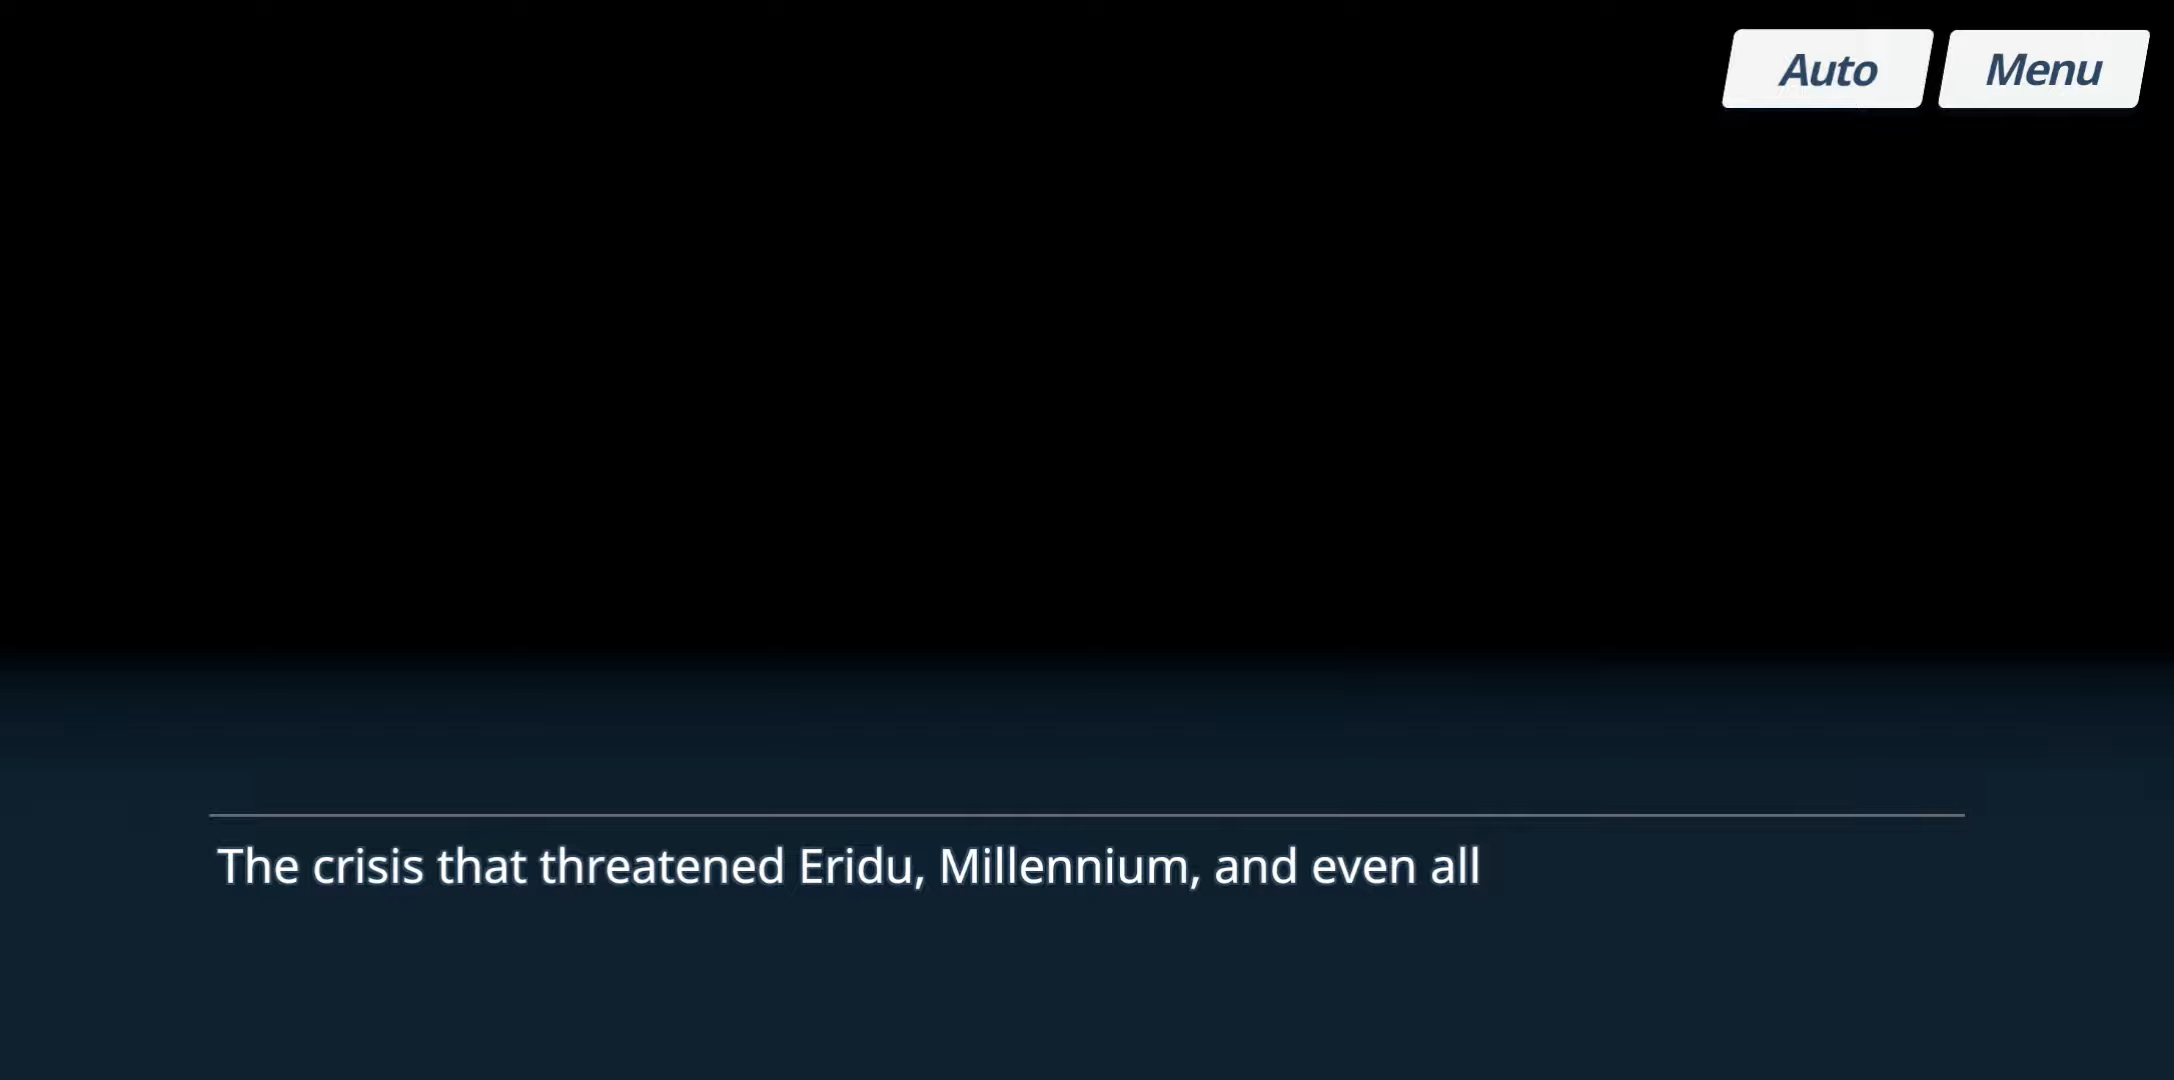 Auto Menu
The crisis that threatened Eridu, Millennium, and even all